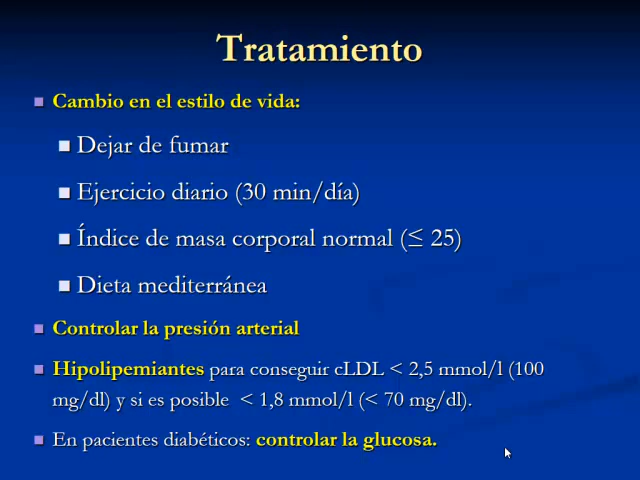 Tratamiento
Cambio en el estilo de vida:
Dejar de fumar
Ejercicio diario (30 min/día)
Índice de masa corporal normal (≤ 25)
Dieta mediterránea
Controlar la presión arterial
Hipolipemiantes para conseguir cLDL < 2,5 mmol/l (100
mg/dl) y si es posible < 1,8 mmol/l (< 70 mg/dl).
En pacientes diabéticos: controlar la glucosa.